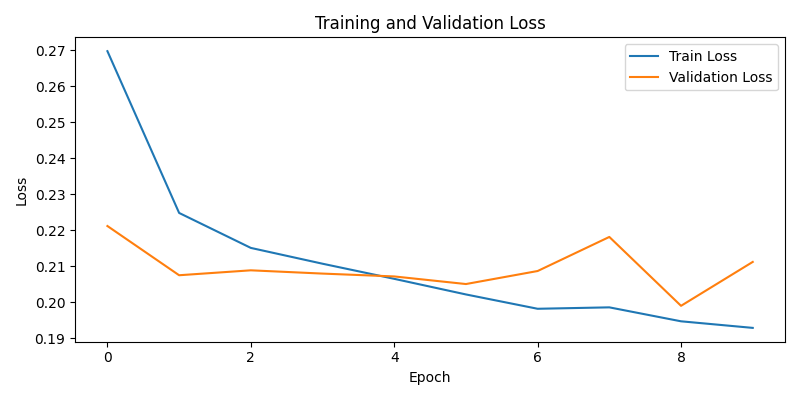 Training and Validation Loss
Train Loss
Validation Loss
0.27
0.26
0.25
0.24
0.23
0.22
0.21
0.20
0.19
Loss
0 2 4 6 8
Epoch